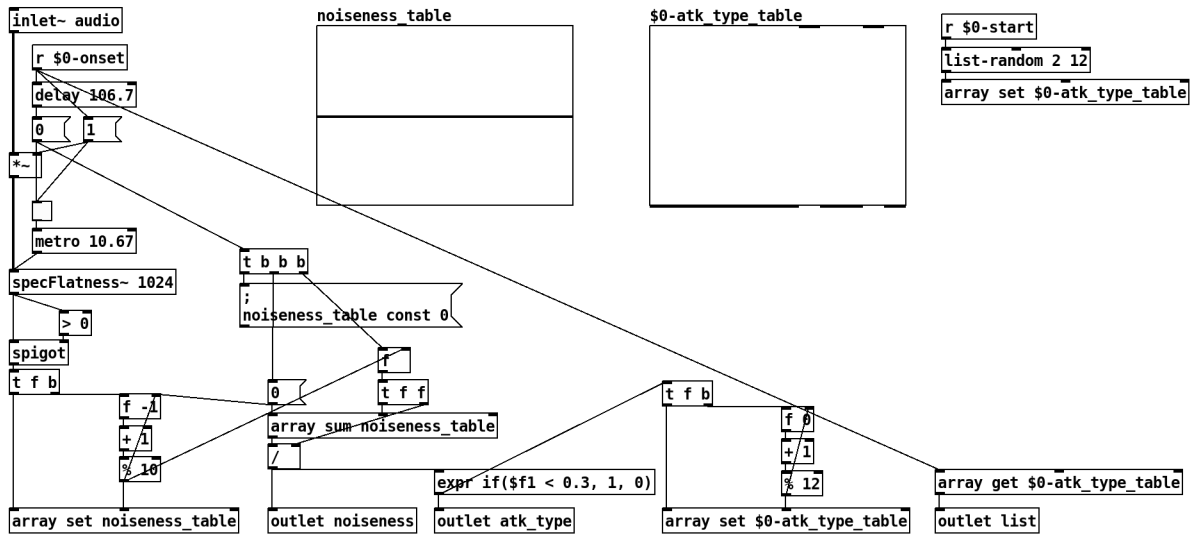 inlet~ audio
noiseness_table
$0-atk_type_table
r $0-start
r $0-onset
list-random 2 12
delay 106.7
array set $0-atk_type_table
0
1
*~
metro 10.67
t b b b
specFlatness~ 1024
;
noiseness_table const 0
> 0
spigot
f
t f b
0
t f f
t f b
f -1
f 0
array sum noiseness_table
+ 1
+ 1
/
% 10
expr if($f1 < 0.3, 1, 0)
% 12
array get $0-atk_type_table
array set noiseness_table
outlet noiseness
outlet atk_type
array set $0-atk_type_table
outlet list